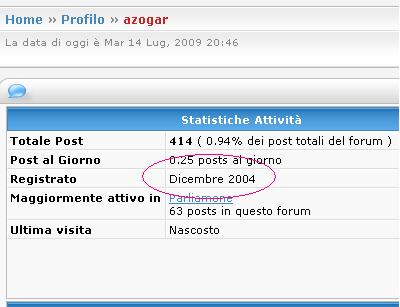 Home » Profilo » azogar
La data di oggi è Mar 14 Lug, 2009 20:46
Statistiche Attività
Totale Post 414 ( 0.94% dei post totali del forum )
Post al Giorno 0.25 posts al giorno
Registrato Dicembre 2004
Maggiormente attivo in Parliamone
63 posts in questo forum
Ultima visita Nascosto